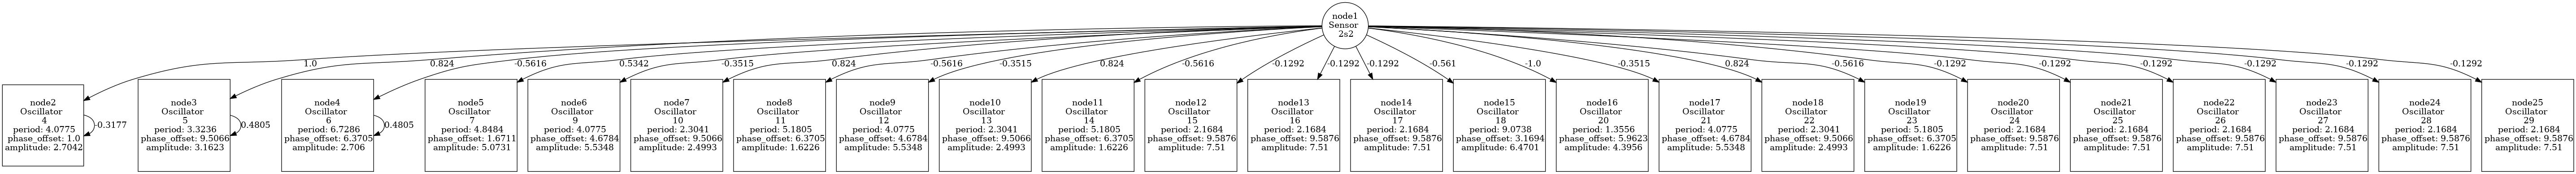 node1
Sensor
2s2
1.0
0.824
-0.5616
0.5342
-0.3515
0.824
-0.5616
-0.3515
0.824
-0.5616
-0.1292
-0.1292
-0.1292
-0.561
-1.0
-0.3515
0.824
-0.5616
-0.1292
-0.1292
-0.1292
-0.1292
-0.1292
-0.1292
node2
Oscillator
4
period: 4.0775
phase_offset: 1.0
amplitude: 2.7042
-0.3177
node3
Oscillator
5
period: 3.3236
phase_offset: 9.5066
amplitude: 3.1623
0.4805
node4
Oscillator
6
period: 6.7286
phase_offset: 6.3705
amplitude: 2.706
0.4805
node5
Oscillator
7
period: 4.8484
phase_offset: 1.6711
amplitude: 5.0731
node6
Oscillator
9
period: 4.0775
phase_offset: 4.6784
amplitude: 5.5348
node7
Oscillator
10
period: 2.3041
phase_offset: 9.5066
amplitude: 2.4993
node8
Oscillator
11
period: 5.1805
phase_offset: 6.3705
amplitude: 1.6226
node9
Oscillator
12
period: 4.0775
phase_offset: 4.6784
amplitude: 5.5348
node10
Oscillator
13
period: 2.3041
phase_offset: 9.5066
amplitude: 2.4993
node11
Oscillator
14
period: 5.1805
phase_offset: 6.3705
amplitude: 1.6226
node12
Oscillator
15
period: 2.1684
phase_offset: 9.5876
amplitude: 7.51
node13
Oscillator
16
period: 2.1684
phase_offset: 9.5876
amplitude: 7.51
node14
Oscillator
17
period: 2.1684
phase_offset: 9.5876
amplitude: 7.51
node15
Oscillator
18
period: 9.0738
phase_offset: 3.1694
amplitude: 6.4701
node16
Oscillator
20
period: 1.3556
phase_offset: 5.9623
amplitude: 4.3956
node17
Oscillator
21
period: 4.0775
phase_offset: 4.6784
amplitude: 5.5348
node18
Oscillator
22
period: 2.3041
phase_offset: 9.5066
amplitude: 2.4993
node19
Oscillator
23
period: 5.1805
phase_offset: 6.3705
amplitude: 1.6226
node20
Oscillator
24
period: 2.1684
phase_offset: 9.5876
amplitude: 7.51
node21
Oscillator
25
period: 2.1684
phase_offset: 9.5876
amplitude: 7.51
node22
Oscillator
26
period: 2.1684
phase_offset: 9.5876
amplitude: 7.51
node23
Oscillator
27
period: 2.1684
phase_offset: 9.5876
amplitude: 7.51
node24
Oscillator
28
period: 2.1684
phase_offset: 9.5876
amplitude: 7.51
node25
Oscillator
29
period: 2.1684
phase_offset: 9.5876
amplitude: 7.51